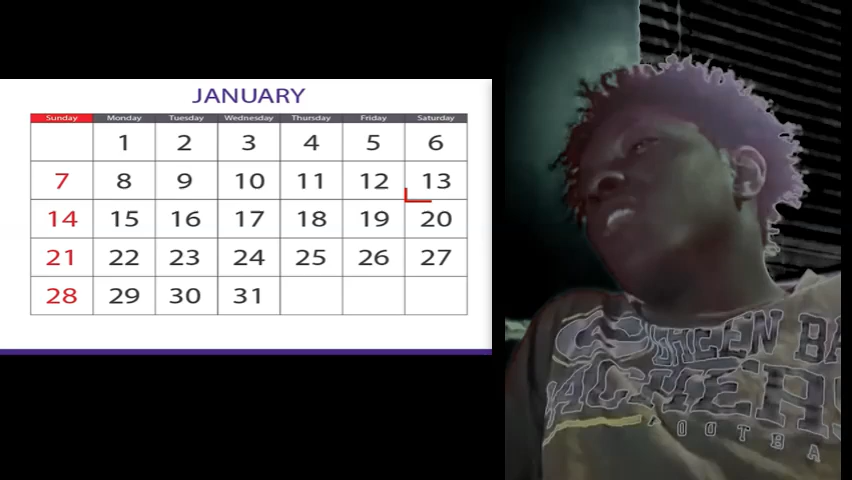 JANUARY
Sunday Monday Tuesday Wednesday Thursday Friday Saturday
1 2 3 4 5 6
7 8 9 10 11 12 13
14 15 16 17 18 19 20
21 22 23 24 25 26 27
28 29 30 31
GREEN BA
PACKERS
FOOTBA